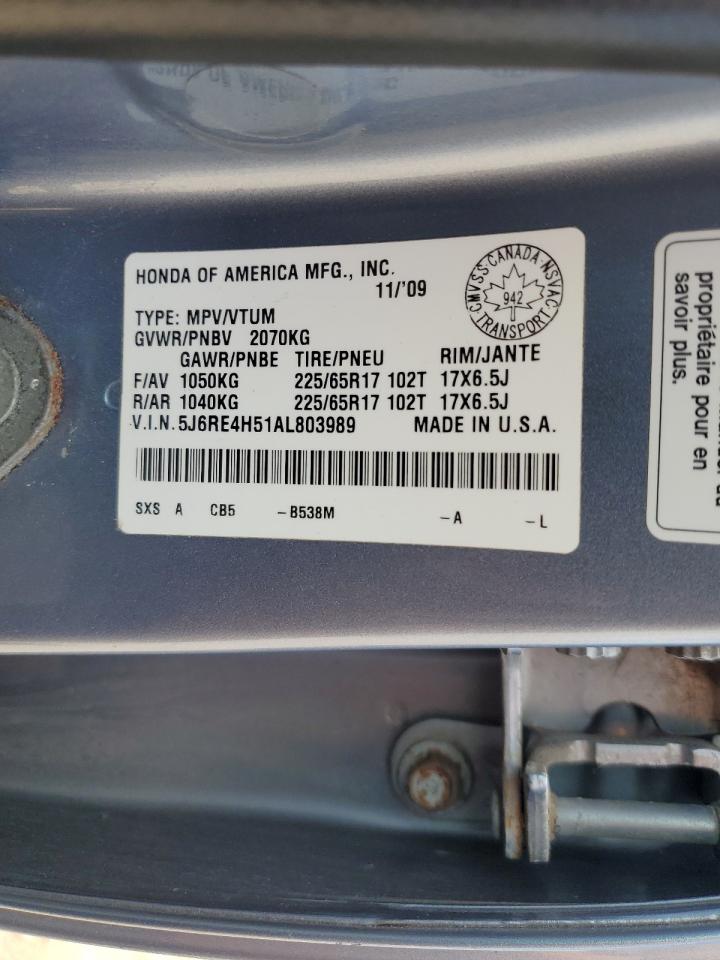 HONDA OF AMERICA MFG., INC.
11/'09
CMVSS·CANADA·NSVAC
942
TRANSPORT
TYPE: MPV/VTUM
GVWR/PNBV 2070KG
GAWR/PNBE TIRE/PNEU RIM/JANTE
F/AV 1050KG 225/65R17 102T 17X6.5J
R/AR 1040KG 225/65R17 102T 17X6.5J
V.I.N. 5J6RE4H51AL803989 MADE IN U.S.A.
SXS A CB5 -B538M -A -L
propriétaire pour en
savoir plus.